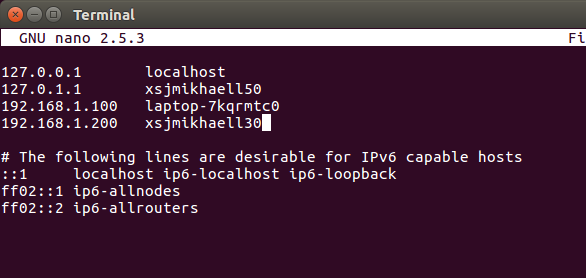 Terminal
GNU nano 2.5.3 Fi
127.0.0.1 localhost
127.0.1.1 xsjmikhaell50
192.168.1.100 laptop-7kqrmtc0
192.168.1.200 xsjmikhaell30
# The following lines are desirable for IPv6 capable hosts
::1 localhost ip6-localhost ip6-loopback
ff02::1 ip6-allnodes
ff02::2 ip6-allrouters